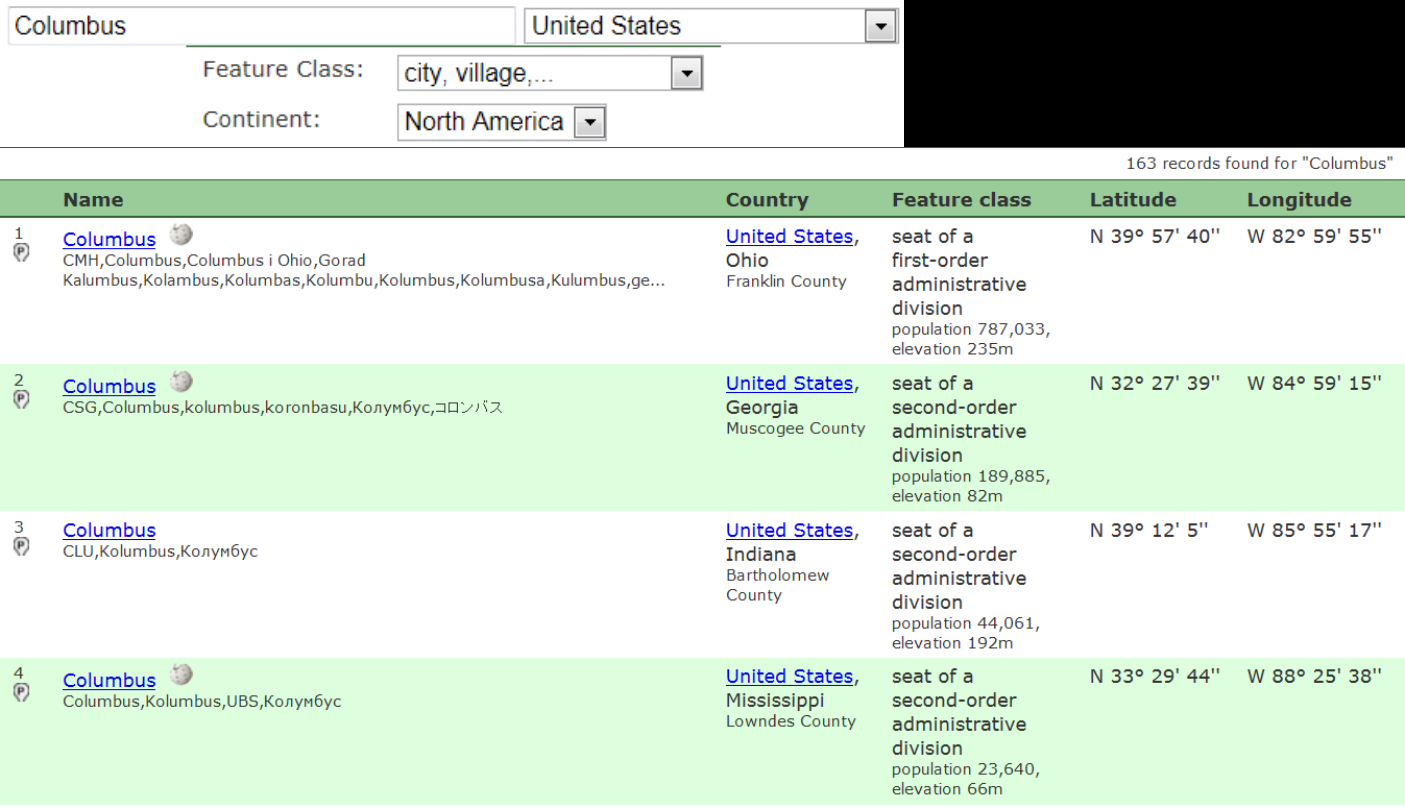 Columbus United States
Feature Class: city, village,...
Continent: North America
163 records found for "Columbus"
Name Country Feature class Latitude Longitude
1 Columbus United States, seat of a N 39° 57' 40'' W 82° 59' 55''
P CMH,Columbus,Columbus i Ohio,Gorad Ohio first-order
Kalumbus,Kolambus,Kolumbas,Kolumbu,Kolumbus,Kolumbusa,Kulumbus,ge... Franklin County administrative
division
population 787,033,
elevation 235m
2 Columbus United States, seat of a N 32° 27' 39'' W 84° 59' 15''
P CSG,Columbus,kolumbus,koronbasu,Колумбус,コロンバス Georgia second-order
Muscogee County administrative
division
population 189,885,
elevation 82m
3 Columbus United States, seat of a N 39° 12' 5'' W 85° 55' 17''
P CLU,Kolumbus,Колумбус Indiana second-order
Bartholomew administrative
County division
population 44,061,
elevation 192m
4 Columbus United States, seat of a N 33° 29' 44'' W 88° 25' 38''
P Columbus,Kolumbus,UBS,Колумбус Mississippi second-order
Lowndes County administrative
division
population 23,640,
elevation 66m